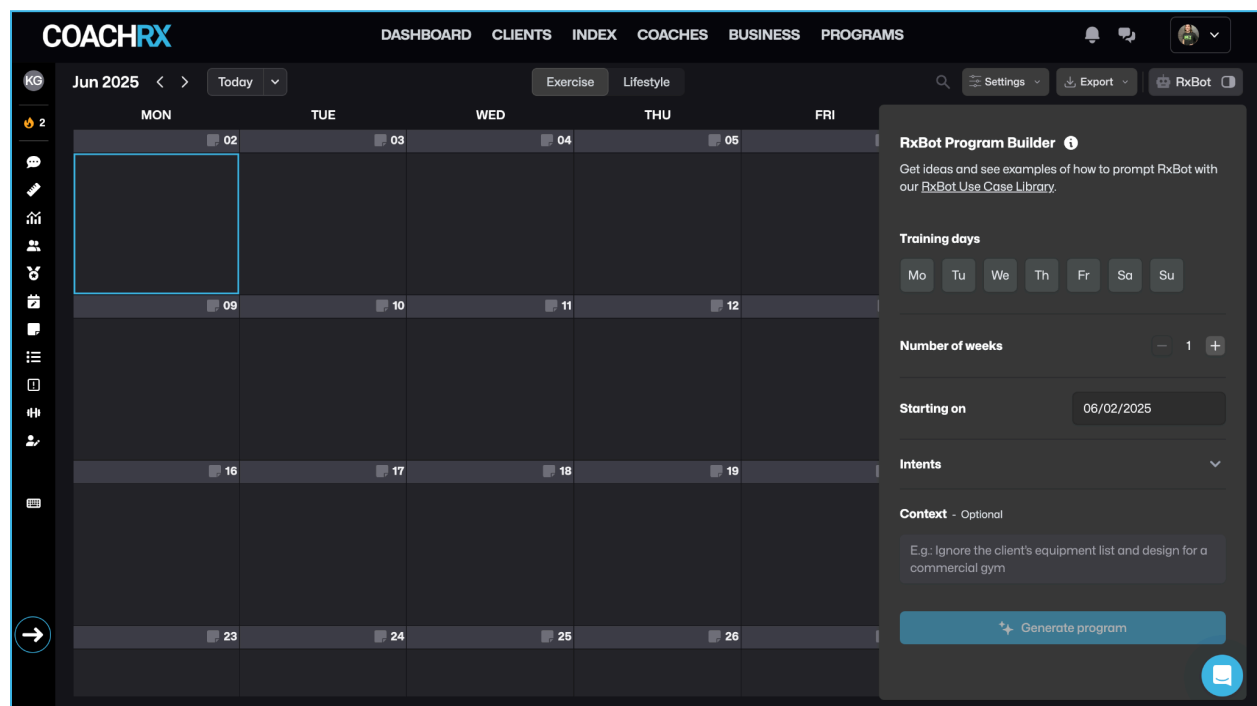 COACHRX
DASHBOARD CLIENTS INDEX COACHES BUSINESS PROGRAMS
KG
Jun 2025
Today
Exercise
Lifestyle
Settings
Export
RxBot
2
MON TUE WED THU FRI
02 03 04 05
09 10 11 12
16 17 18 19
23 24 25 26
RxBot Program Builder
Get ideas and see examples of how to prompt RxBot with
our RxBot Use Case Library.
Training days
Mo Tu We Th Fr Sa Su
Number of weeks
1
Starting on
06/02/2025
Intents
Context - Optional
E.g.: Ignore the client's equipment list and design for a
commercial gym
Generate program